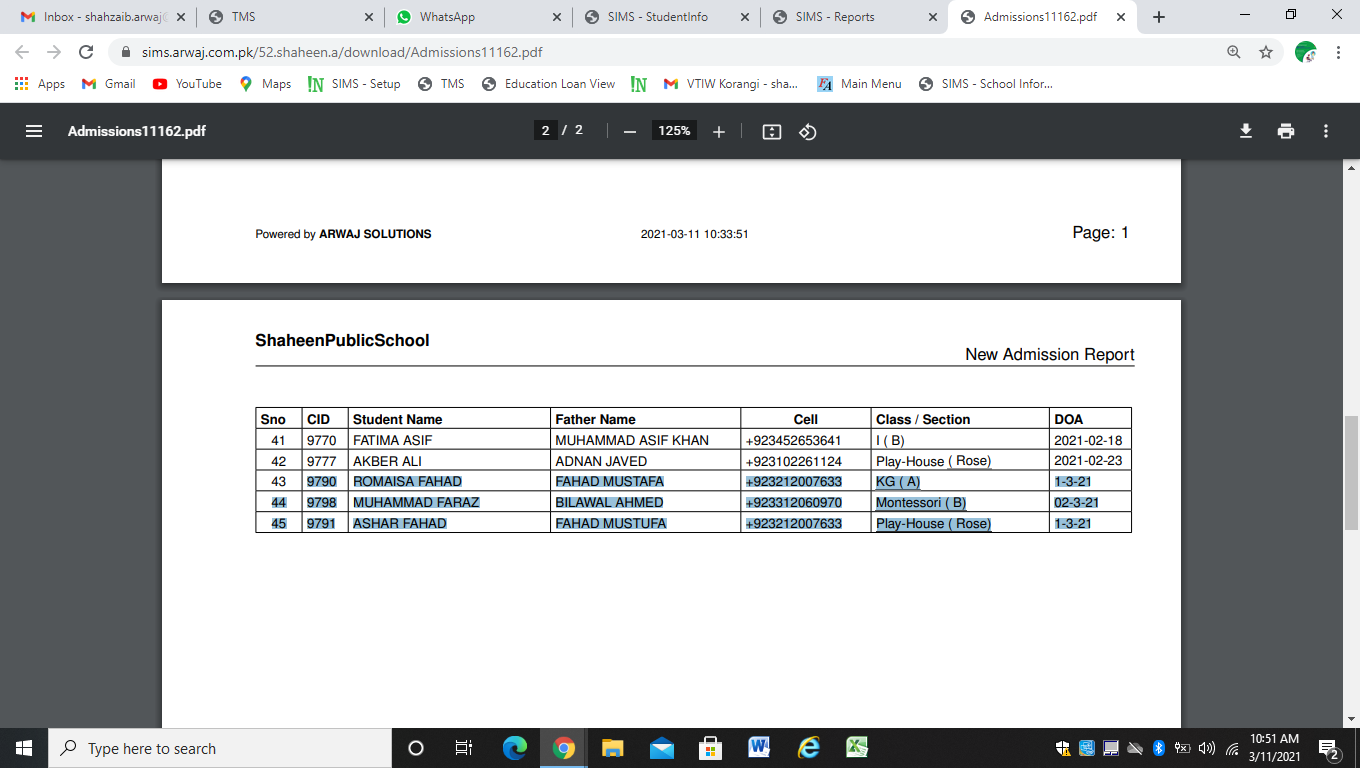 Inbox - shahzaib.arwaj@
TMS
WhatsApp
SIMS - StudentInfo
SIMS - Reports
Admissions11162.pdf
sims.arwaj.com.pk/52.shaheen.a/download/Admissions11162.pdf
Apps Gmail YouTube Maps SIMS - Setup TMS Education Loan View VTIW Korangi - sha... Main Menu SIMS - School Infor...
Admissions11162.pdf 2 / 2 125%
Powered by ARWAJ SOLUTIONS 2021-03-11 10:33:51 Page: 1
ShaheenPublicSchool
New Admission Report
Sno CID Student Name Father Name Cell Class / Section DOA
41 9770 FATIMA ASIF MUHAMMAD ASIF KHAN +923452653641 I ( B) 2021-02-18
42 9777 AKBER ALI ADNAN JAVED +923102261124 Play-House ( Rose) 2021-02-23
43 9790 ROMAISA FAHAD FAHAD MUSTAFA +923212007633 KG ( A) 1-3-21
44 9798 MUHAMMAD FARAZ BILAWAL AHMED +923312060970 Montessori ( B) 02-3-21
45 9791 ASHAR FAHAD FAHAD MUSTUFA +923212007633 Play-House ( Rose) 1-3-21
Type here to search
10:51 AM
3/11/2021
2